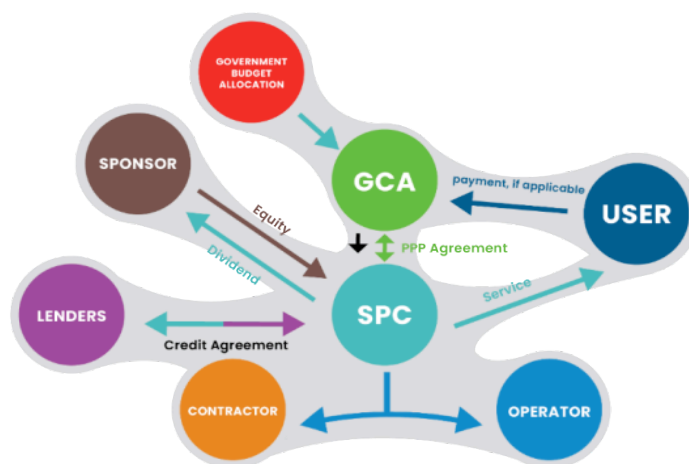 GOVERNMENT
BUDGET
ALLOCATION
SPONSOR
GCA
payment, if applicable
USER
Equity
Dividend
PPP Agreement
Service
LENDERS
SPC
Credit Agreement
CONTRACTOR
OPERATOR